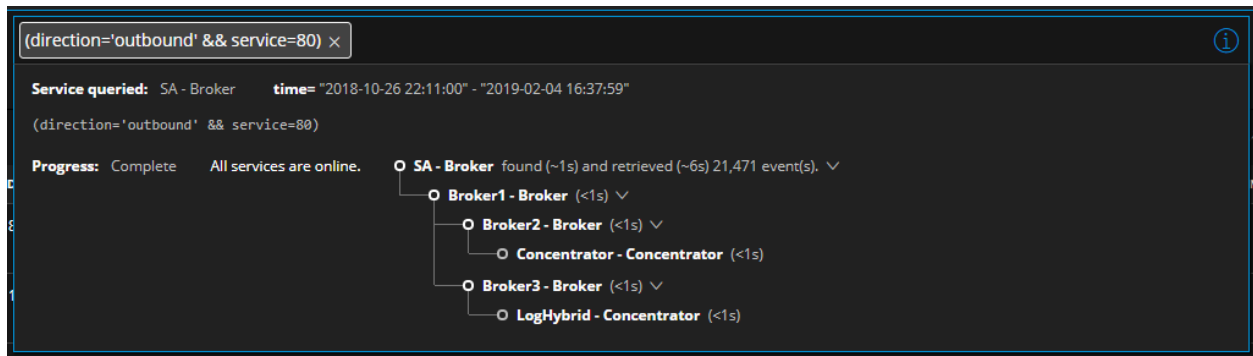 (direction='outbound' && service=80) ×
Service queried: SA - Broker time= "2018-10-26 22:11:00" - "2019-02-04 16:37:59"
(direction='outbound' && service=80)
Progress: Complete All services are online. SA - Broker found (~1s) and retrieved (~6s) 21,471 event(s).
Broker1 - Broker (<1s)
Broker2 - Broker (<1s)
Concentrator - Concentrator (<1s)
Broker3 - Broker (<1s)
LogHybrid - Concentrator (<1s)